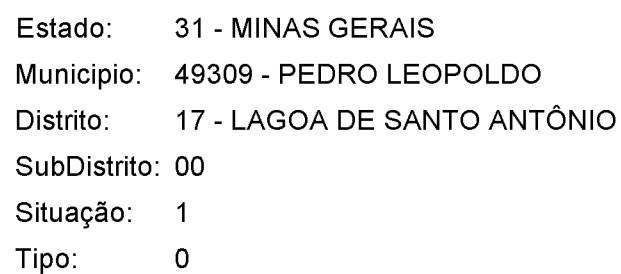 Estado: 31 - MINAS GERAIS
Municipio: 49309 - PEDRO LEOPOLDO
Distrito: 17 - LAGOA DE SANTO ANTÔNIO
SubDistrito: 00
Situação: 1
Tipo: 0